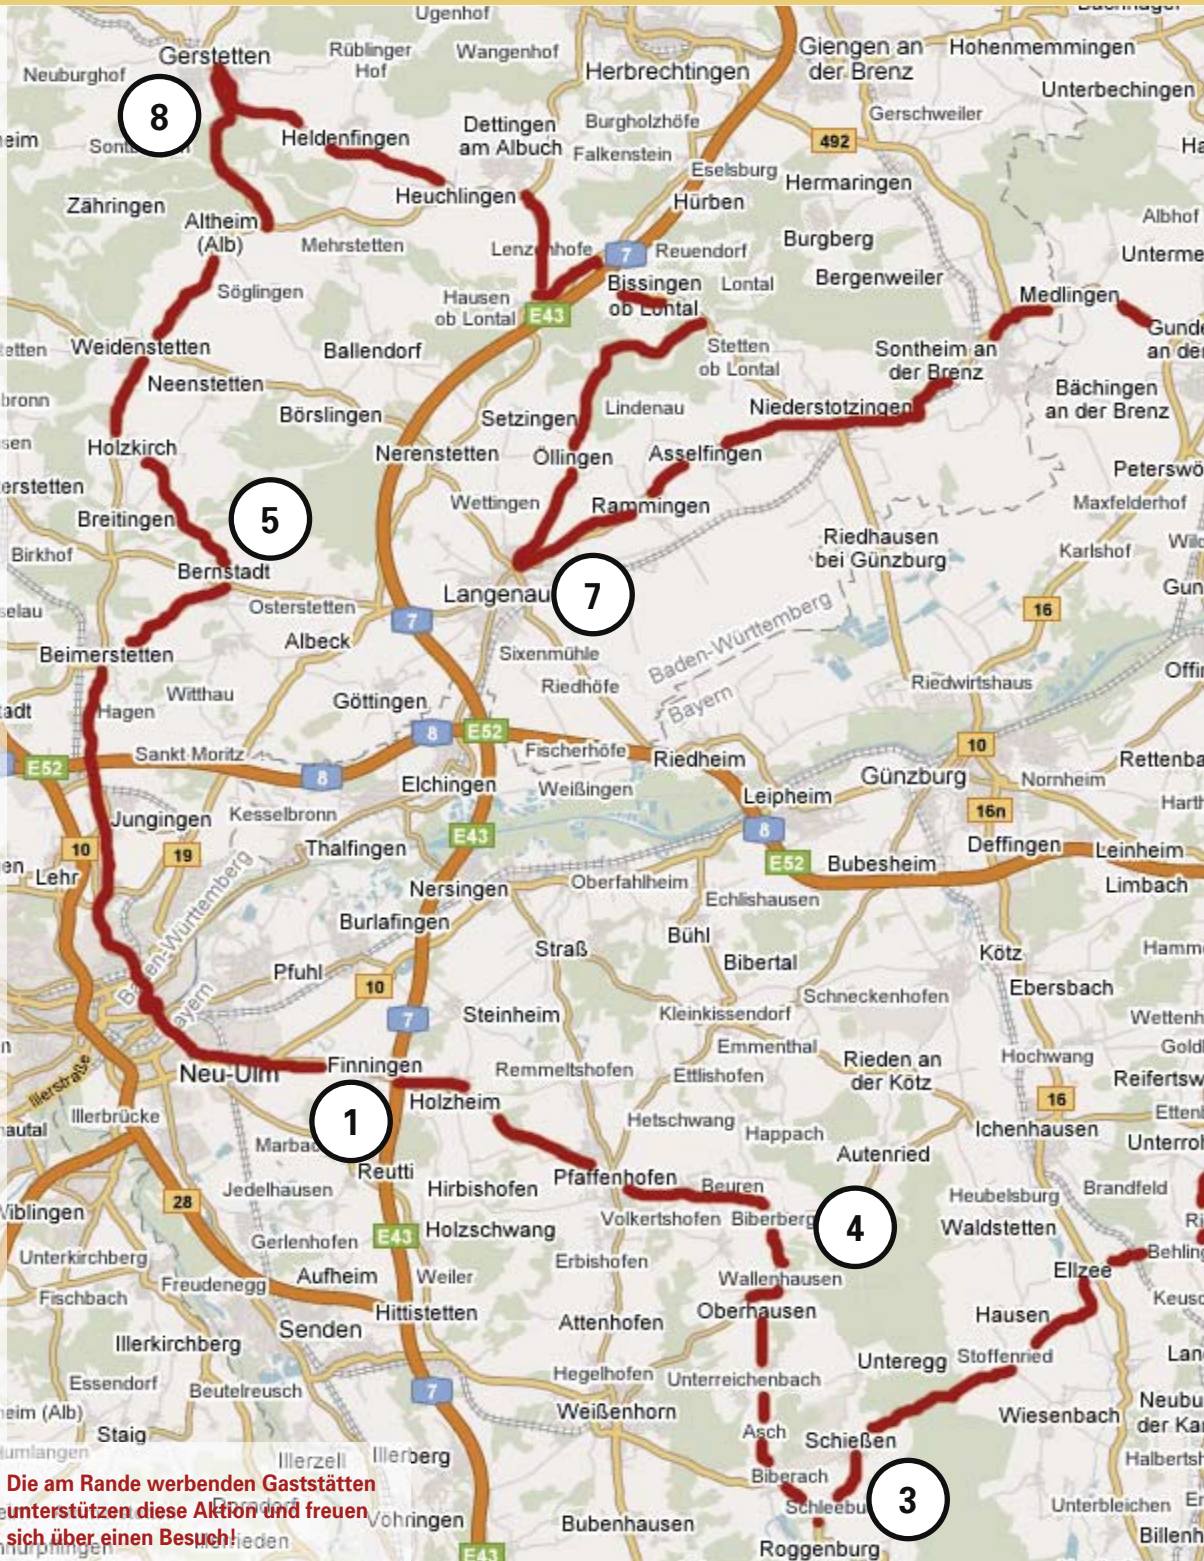 Ugenhof
Gerstetten
Rüblinger
Hof
Wangenhof
Neuburghof
Herbrechtingen
Giengen an
der Brenz
Hohenmemmingen
Unterbechingen
8
Heldenfingen
Dettingen
am Albuch
Burgholzhöfe
Falkenstein
492
Gerschweiler
Eselsburg
Hermaringen
Heuchlingen
Hürben
Zähringen
Altheim
(Alb)
Mehrstetten
Lenzenhofe
7
Reuendorf
Burgberg
Albhof
Söglingen
Hausen
ob Lontal
E43
Bissingen
ob Lontal
Lontal
Bergenweiler
Medlingen
Weidenstetten
Ballendorf
Stetten
ob Lontal
Sontheim an
der Brenz
Neenstetten
Börslingen
Setzingen
Lindenau
Niederstotzingen
Bächingen
an der Brenz
Holzkirch
Nerenstetten
Öllingen
Asselfingen
Breitingen
5
Wettingen
Rammingen
Maxfelderhof
Birkhof
Bernstadt
Riedhausen
bei Günzburg
Karlshof
Osterstetten
Langenau
7
16
Albeck
7
Beimerstetten
Sixenmühle
Baden-Württemberg
Bayern
Witthau
Hagen
Göttingen
Riedhöfe
Riedwirtshaus
8
E52
Sankt Moritz
E52
8
Fischerhöfe
Riedheim
10
Elchingen
Weißingen
Günzburg
Nornheim
Leipheim
16n
Jungingen
Kesselbronn
E43
8
10
19
Thalfingen
E52
Bubesheim
Deffingen
Leinheim
Lehr
Baden-Württemberg
Nersingen
Oberfahlheim
Limbach
Echlishausen
Burlafingen
Straß
Bühl
Bibertal
Kötz
Pfuhl
10
Ebersbach
7
Steinheim
Kleinkissendorf
Schneckenhofen
Emmenthal
Neu-Ulm
Finningen
Remmeltshofen
Ettlishofen
Rieden an
der Kötz
Hochwang
Illerstraße
Holzheim
16
Illerbrücke
1
Hetschwang
Happach
Ichenhausen
Reutti
Autenried
Pfaffenhofen
Jedelhausen
28
Hirbishofen
Beuren
Heubelsburg
Brandfeld
Volkertshofen
Biberberg
4
Waldstetten
Gerlenhofen
E43
Holzschwang
Unterkirchberg
Erbishofen
Wallenhausen
Ellzee
Freudenegg
Aufheim
Weiler
Fischbach
Hittistetten
Oberhausen
Hausen
Illerkirchberg
Senden
Attenhofen
Unteregg
Stoffenried
Essendorf
Beutelreusch
7
Hegelhofen
Unterreichenbach
Weißenhorn
Wiesenbach
Staig
Asch
Schießen
Illerzell
Illerberg
Biberach
3
Unterbleichen
Vöhringen
Bubenhausen
Roggenburg
E43
Die am Rande werbenden Gaststätten
unterstützen diese Aktion und freuen
sich über einen Besuch!